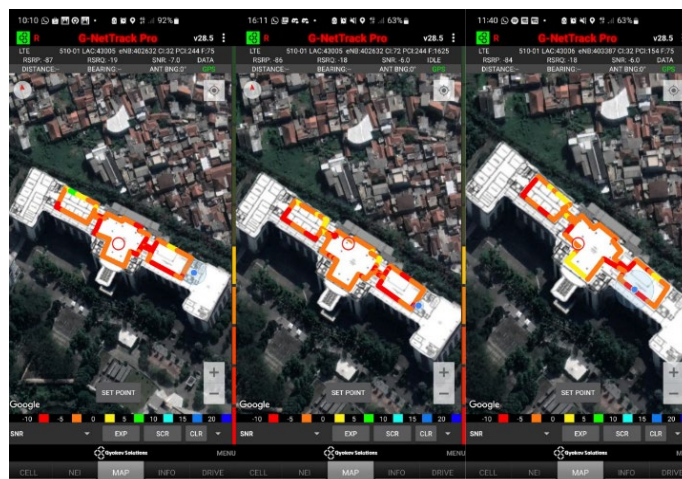 10:10 92%
R G-NetTrack Pro v28.5
LTE 510-01 LAC:43005 eNB:402632 CI:32 PCI:244 F:75
RSRP: -87 RSRQ: -19 SNR: -7.0 DATA
DISTANCE:-- BEARING:-- ANT BNG:0° GPS
SET POINT
+
−
Google
-10 -5 0 5 10 15 20
SNR EXP SCR CLR
Gyokov Solutions MENU
CELL NEI MAP INFO DRIVE
16:11 63%
R G-NetTrack Pro v28.5
LTE 510-01 LAC:43005 eNB:402632 CI:72 PCI:244 F:1625
RSRP: -86 RSRQ: -18 SNR: -6.0 IDLE
DISTANCE:-- BEARING:-- ANT BNG:0° GPS
SET POINT
+
−
Google
-10 -5 0 5 10 15 20
SNR EXP SCR CLR
Gyokov Solutions MENU
CELL NEI MAP INFO DRIVE
11:40 63%
R G-NetTrack Pro v28.5
LTE 510-01 LAC:43006 eNB:403387 CI:32 PCI:154 F:75
RSRP: -84 RSRQ: -18 SNR: -6.0 DATA
DISTANCE:-- BEARING:-- ANT BNG:0° GPS
SET POINT
+
−
Google
-10 -5 0 5 10 15 20
SNR EXP SCR CLR
Gyokov Solutions MEN
CELL NEI MAP INFO DRIVE